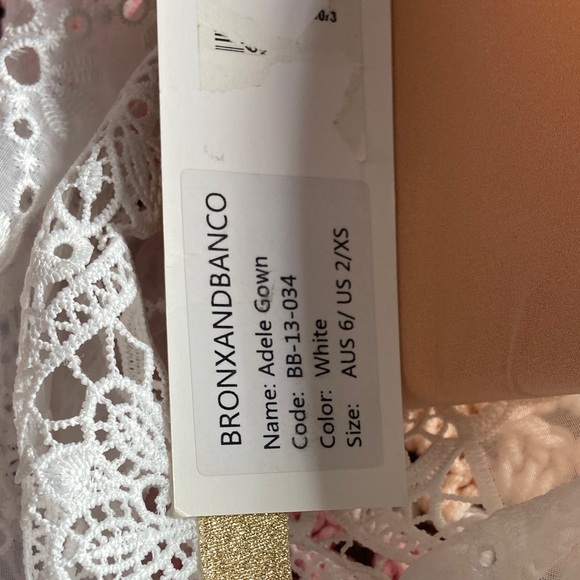 BRONXANDBANCO
Name: Adele Gown
Code: BB-13-034
Color: White
Size: AUS 6/ US 2/XS